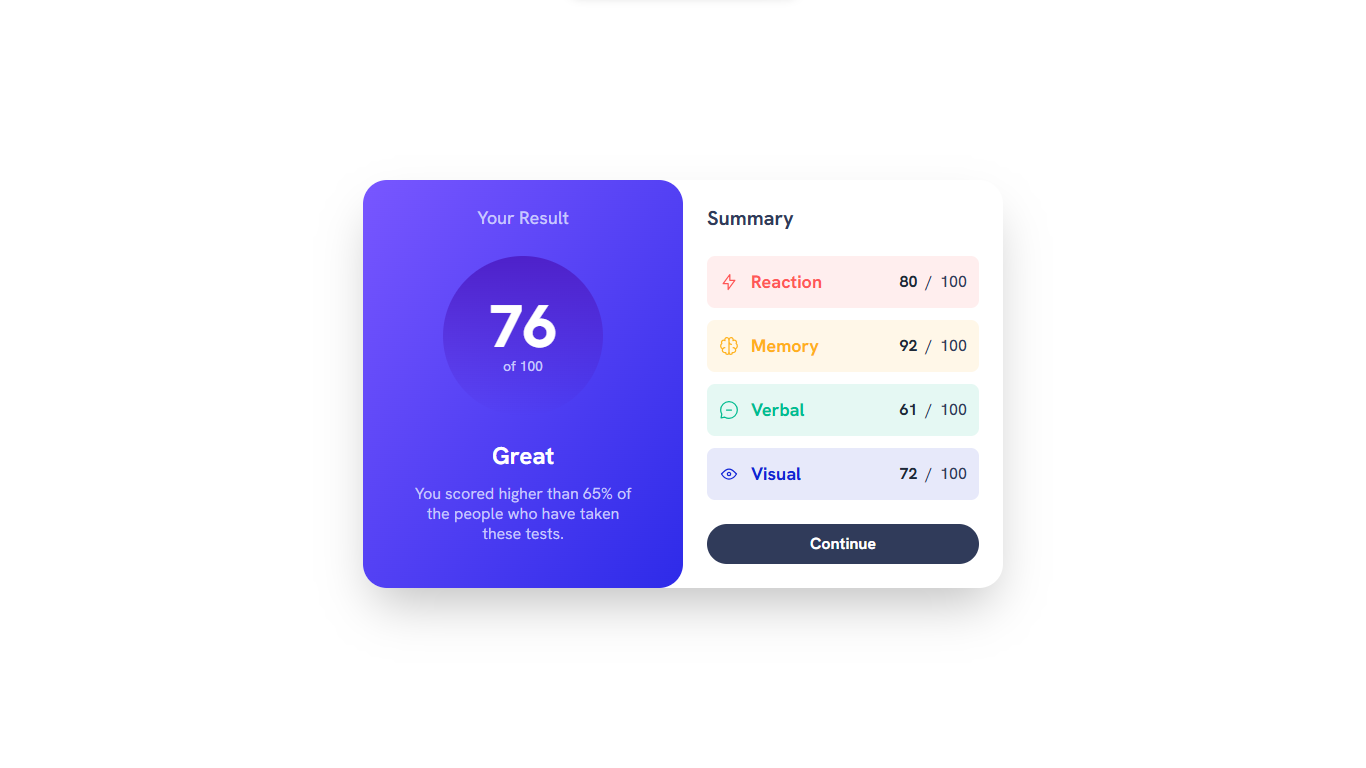 Your Result
76
of 100
Great
You scored higher than 65% of
the people who have taken
these tests.
Summary
Reaction 80 / 100
Memory 92 / 100
Verbal 61 / 100
Visual 72 / 100
Continue